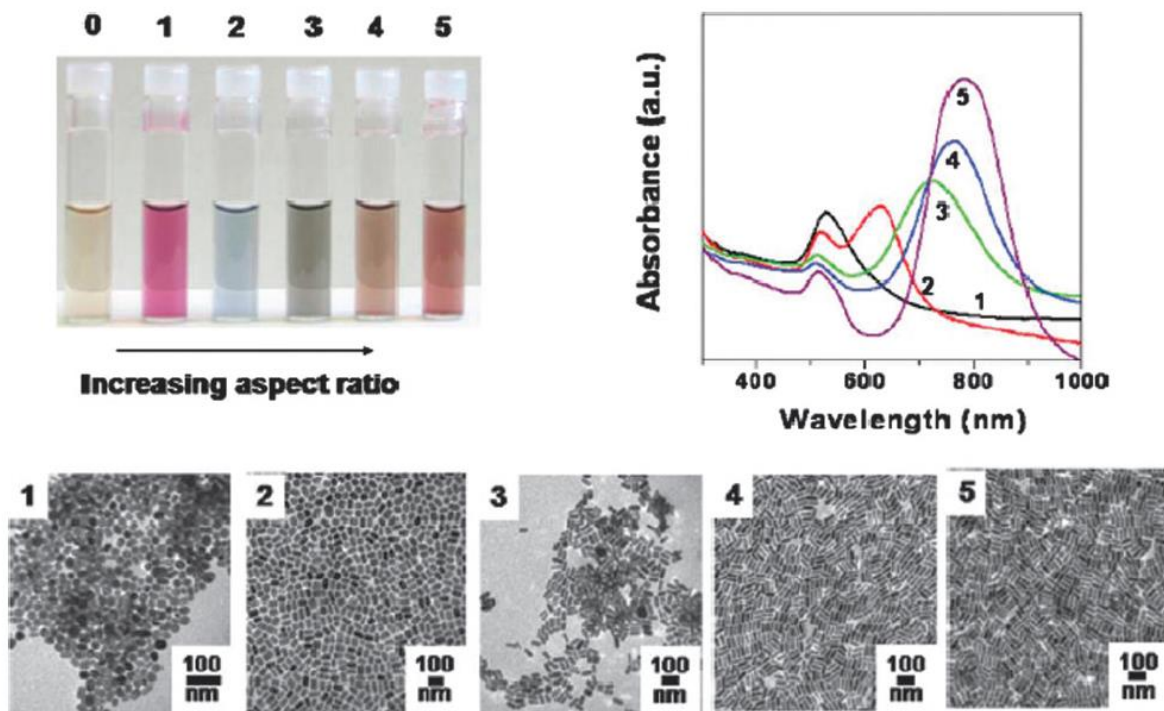 0 1 2 3 4 5
Increasing aspect ratio
Absorbance (a.u.)
5
4
3
2
1
400 600 800 1000
Wavelength (nm)
1
100
nm
2
100
nm
3
100
nm
4
100
nm
5
100
nm